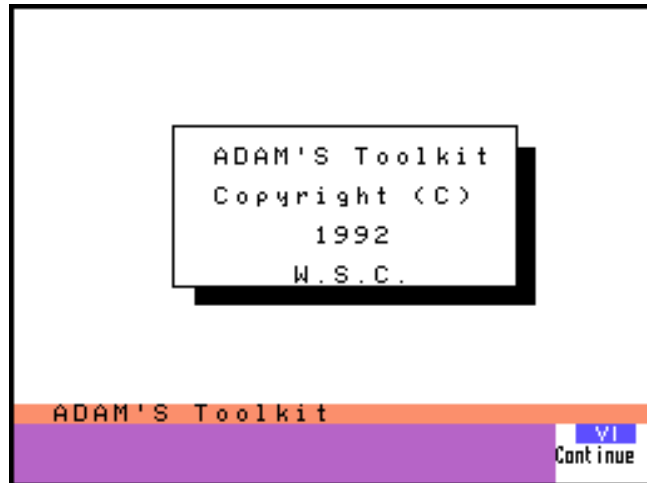 ADAM'S Toolkit
Copyright (C)
1992
W.S.C.
ADAM'S Toolkit
VI
Continue